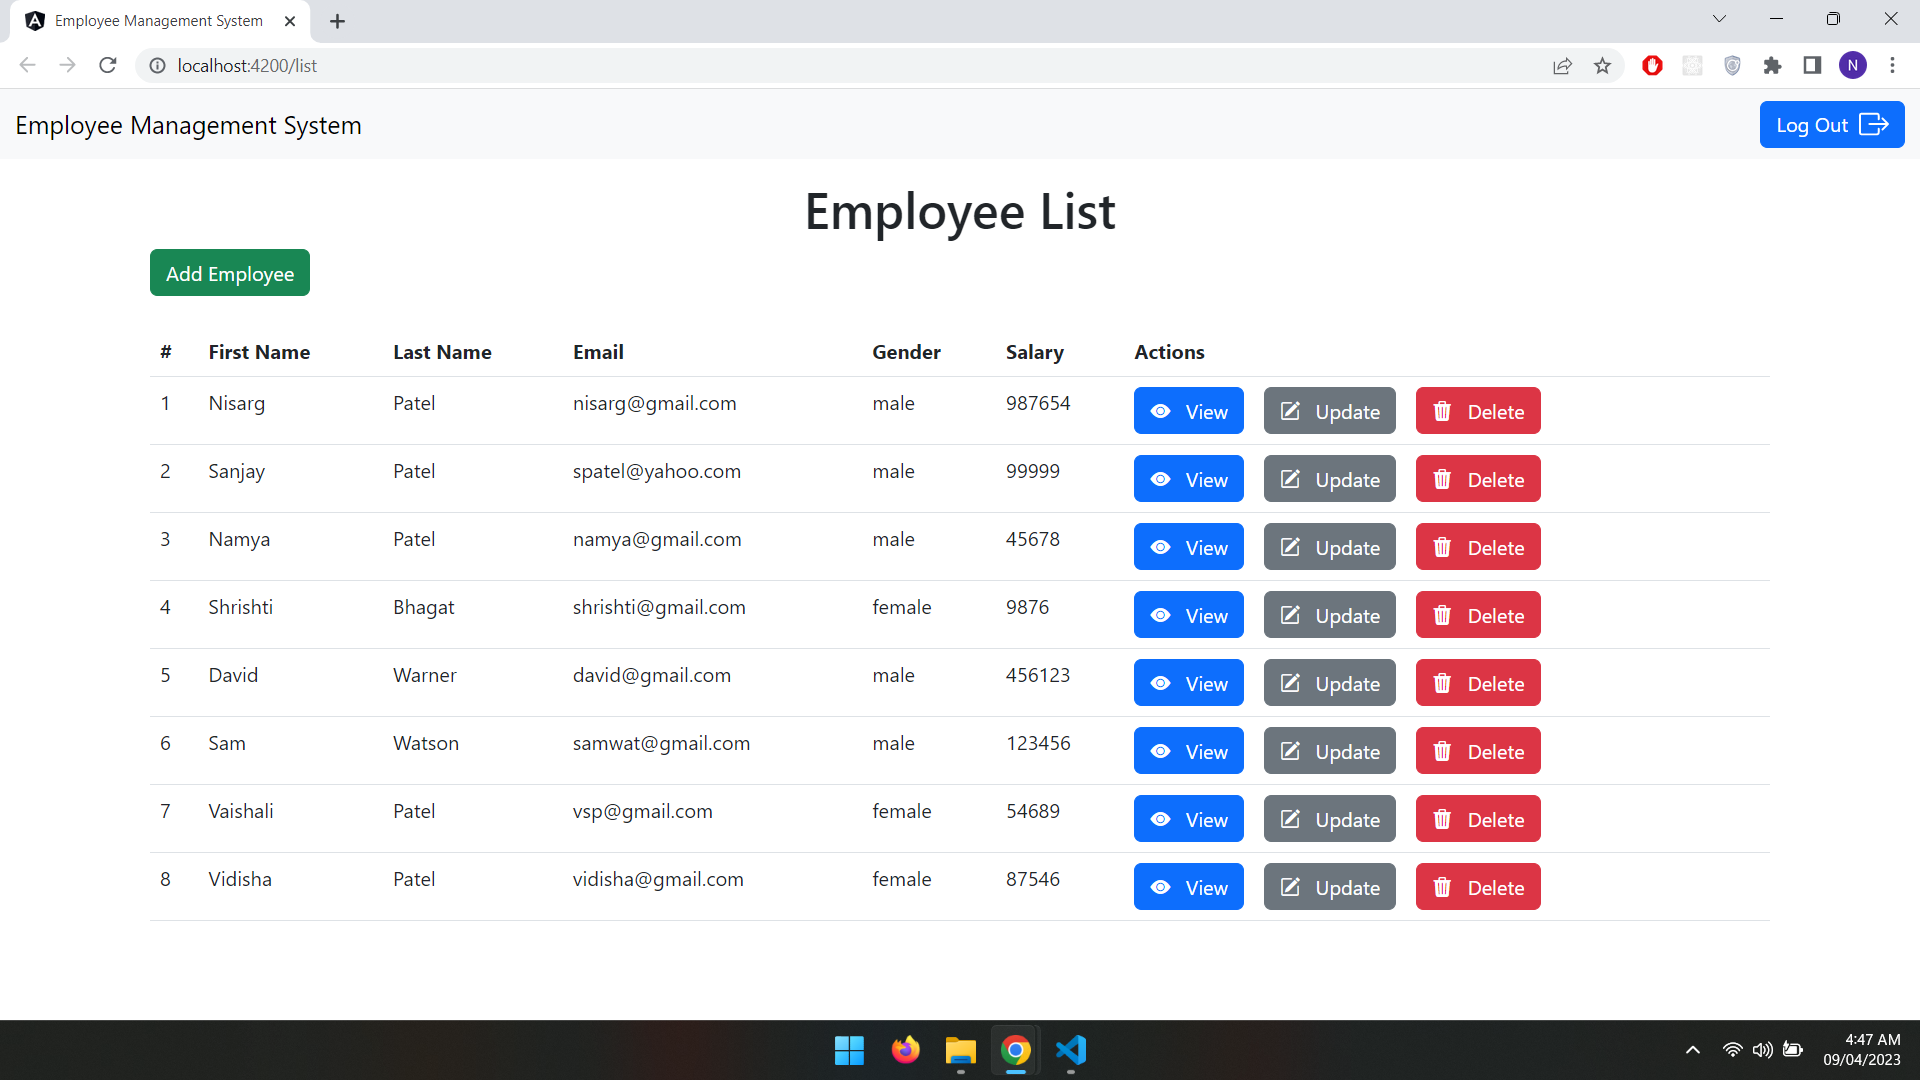 Employee Management System
localhost:4200/list
N
Employee Management System
Log Out
Employee List
Add Employee
# First Name Last Name Email Gender Salary Actions
1 Nisarg Patel nisarg@gmail.com male 987654 View Update Delete
2 Sanjay Patel spatel@yahoo.com male 99999 View Update Delete
3 Namya Patel namya@gmail.com male 45678 View Update Delete
4 Shrishti Bhagat shrishti@gmail.com female 9876 View Update Delete
5 David Warner david@gmail.com male 456123 View Update Delete
6 Sam Watson samwat@gmail.com male 123456 View Update Delete
7 Vaishali Patel vsp@gmail.com female 54689 View Update Delete
8 Vidisha Patel vidisha@gmail.com female 87546 View Update Delete
4:47 AM
09/04/2023